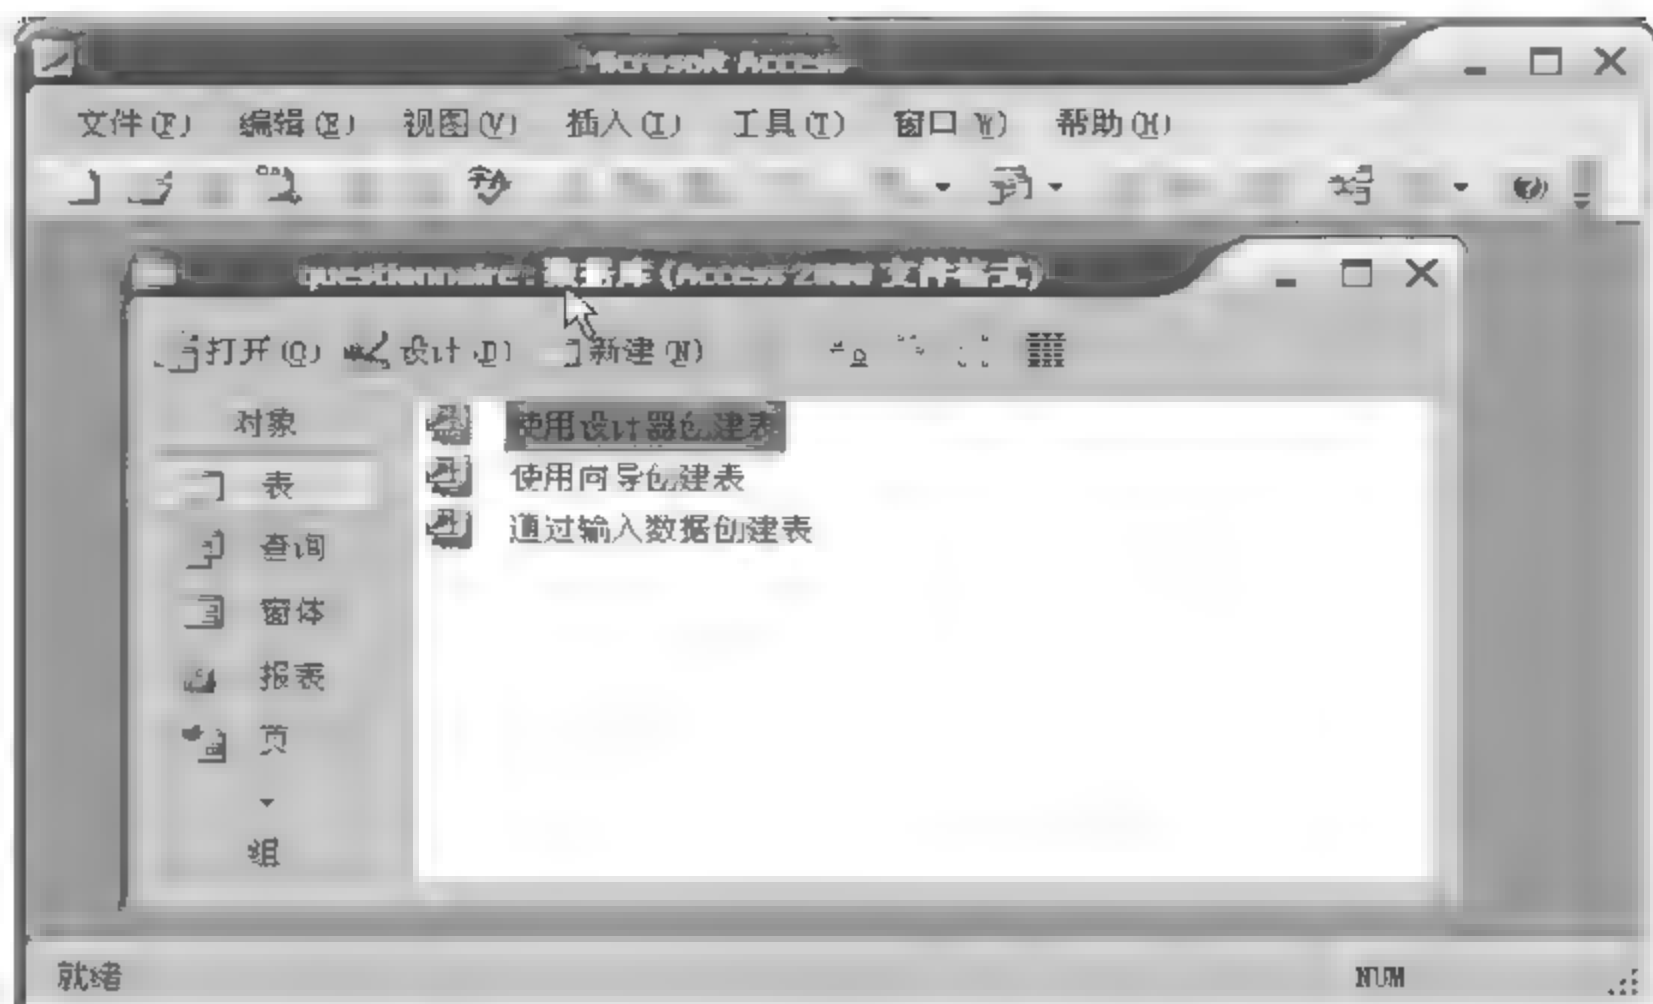 Microsoft Access
文件(F) 编辑(E) 视图(V) 插入(I) 工具(T) 窗口(W) 帮助(H)
questionnaire : 数据库 (Access 2000 文件格式)
打开(O) 设计(D) 新建(N)
对象
表
查询
窗体
报表
页
组
使用设计器创建表
使用向导创建表
通过输入数据创建表
就绪 NUM